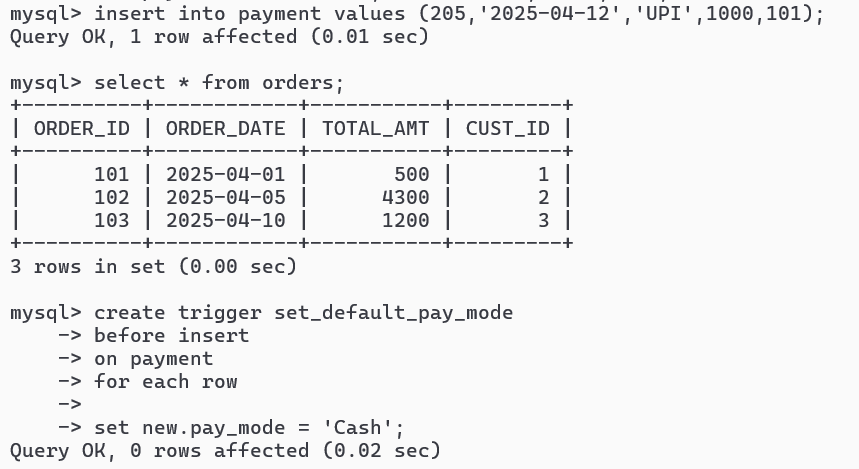 mysql> insert into payment values (205,'2025-04-12','UPI',1000,101);
Query OK, 1 row affected (0.01 sec)

mysql> select * from orders;
+----------+------------+-----------+---------+
| ORDER_ID | ORDER_DATE | TOTAL_AMT | CUST_ID |
+----------+------------+-----------+---------+
|      101 | 2025-04-01 |       500 |       1 |
|      102 | 2025-04-05 |      4300 |       2 |
|      103 | 2025-04-10 |      1200 |       3 |
+----------+------------+-----------+---------+
3 rows in set (0.00 sec)

mysql> create trigger set_default_pay_mode
    -> before insert
    -> on payment
    -> for each row
    ->
    -> set new.pay_mode = 'Cash';
Query OK, 0 rows affected (0.02 sec)